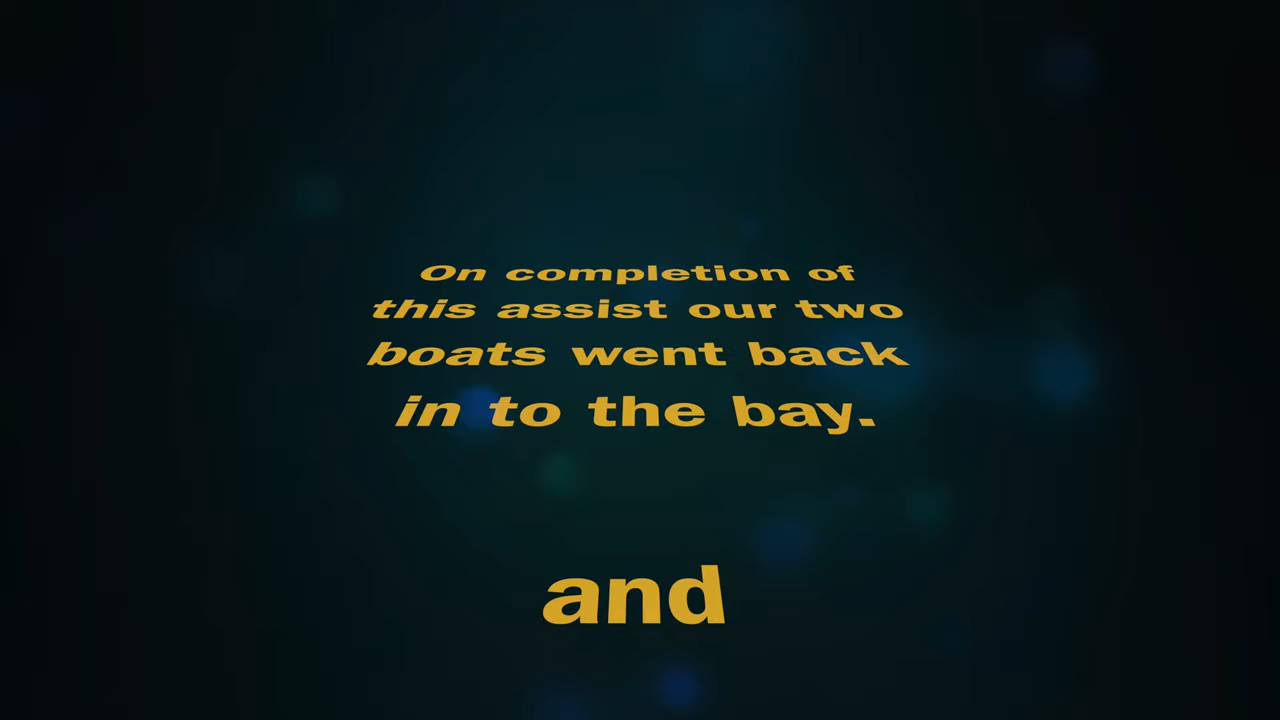 On completion of
this assist our two
boats went back
in to the bay.
and